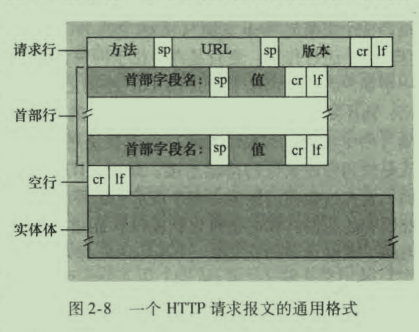 请求行 方法 sp URL sp 版本 cr lf
首部字段名: sp 值 cr lf
首部行
首部字段名: sp 值 cr lf
空行 cr lf
实体体
图 2-8 一个 HTTP 请求报文的通用格式